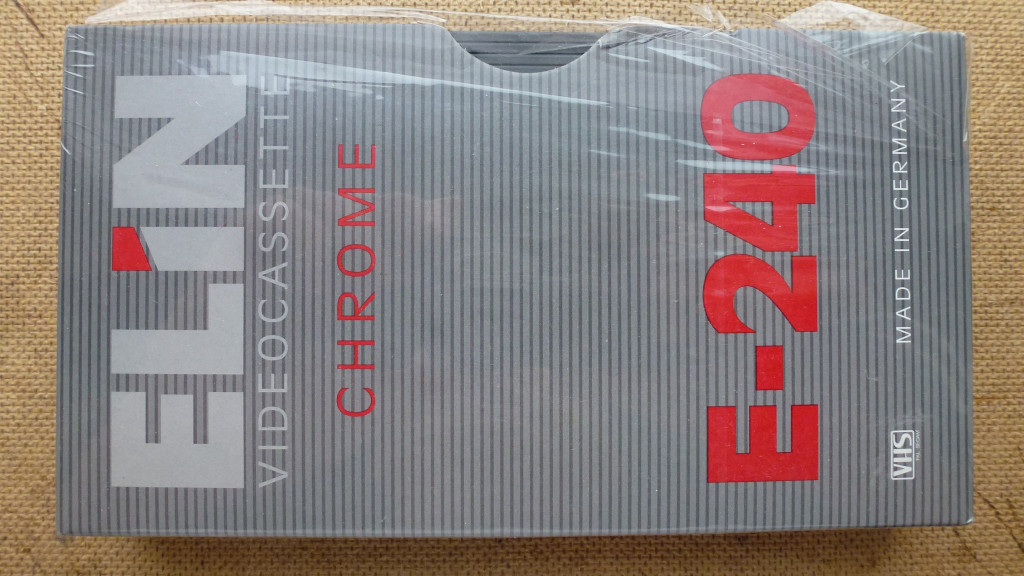 ELIN
VIDEOCASSETTE
CHROME
E-240
VHS
MADE IN GERMANY